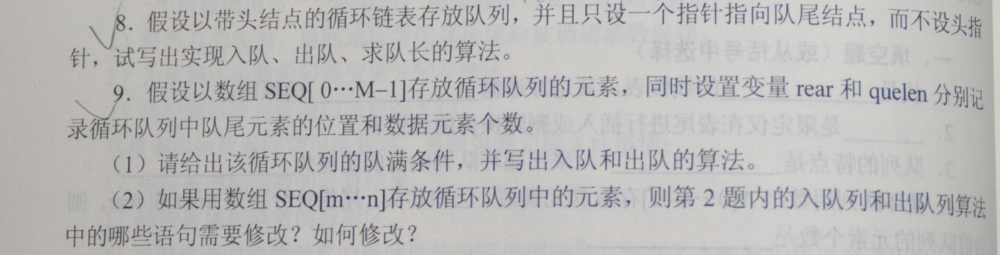 8. 假设以带头结点的循环链表存放队列，并且只设一个指针指向队尾结点，而不设头指
针，试写出实现入队、出队、求队长的算法。
9. 假设以数组 SEQ[ 0…M–1]存放循环队列的元素，同时设置变量 rear 和 quelen 分别记
录循环队列中队尾元素的位置和数据元素个数。
（1）请给出该循环队列的队满条件，并写出入队和出队的算法。
（2）如果用数组 SEQ[m…n]存放循环队列中的元素，则第 2 题内的入队列和出队列算法
中的哪些语句需要修改？如何修改？